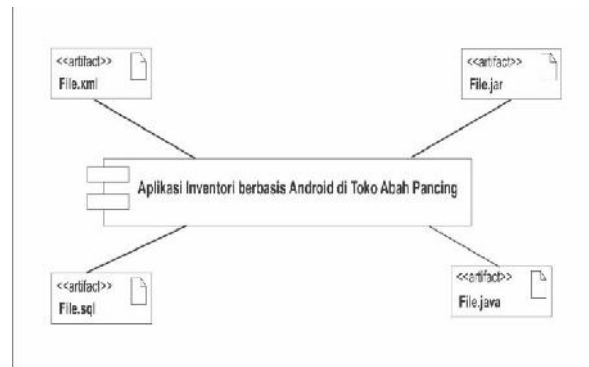 <<artifact>>
File.xml
<<artifact>>
File.jar
Aplikasi Inventori berbasis Android di Toko Abah Pancing
<<artifact>>
File.sql
<<artifact>>
File.java